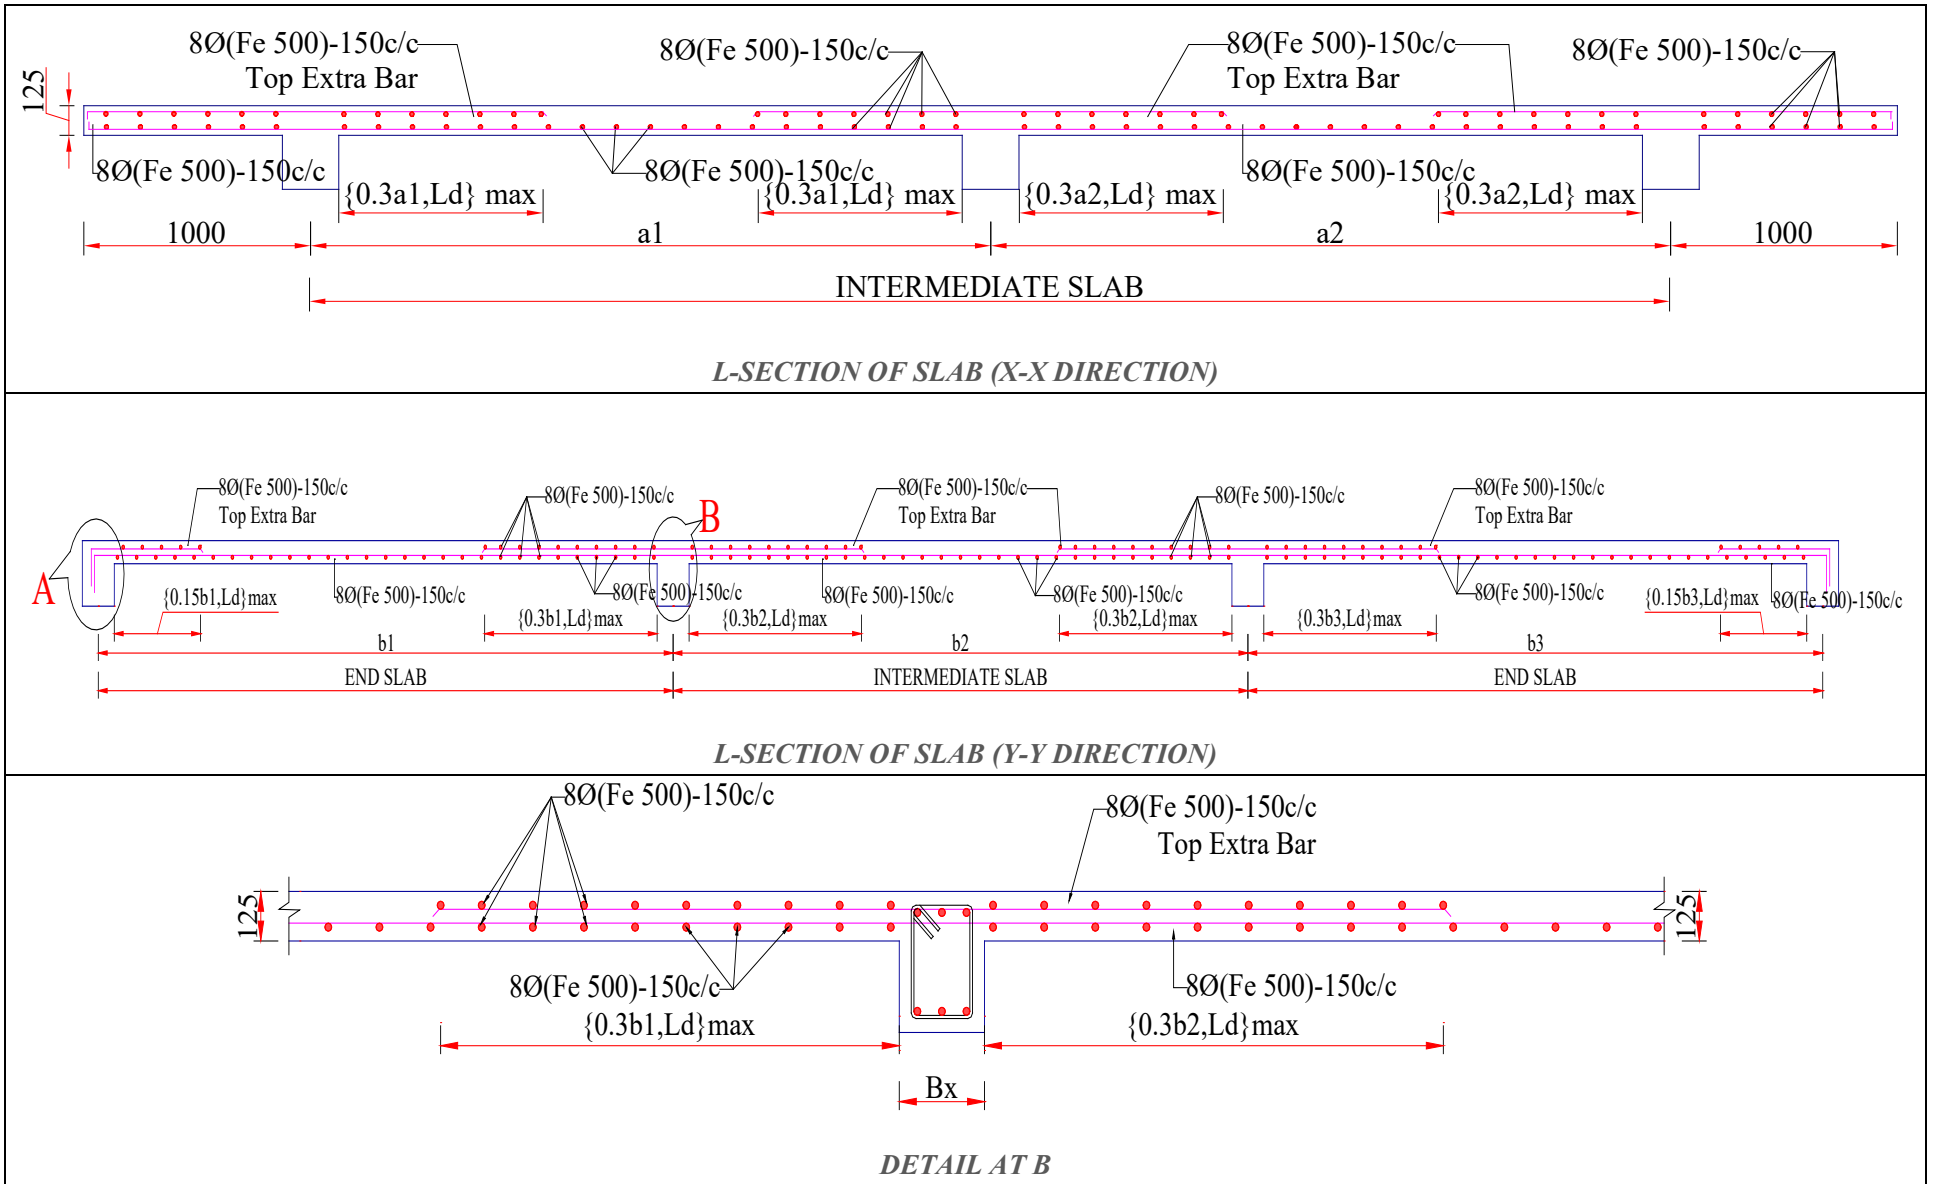 8Ø(Fe 500)-150c/c
Top Extra Bar
8Ø(Fe 500)-150c/c
8Ø(Fe 500)-150c/c
Top Extra Bar
8Ø(Fe 500)-150c/c
125
8Ø(Fe 500)-150c/c
8Ø(Fe 500)-150c/c
8Ø(Fe 500)-150c/c
{0.3a1,Ld} max
{0.3a1,Ld} max
{0.3a2,Ld} max
{0.3a2,Ld} max
1000
a1
a2
1000
INTERMEDIATE SLAB
L-SECTION OF SLAB (X-X DIRECTION)
8Ø(Fe 500)-150c/c
Top Extra Bar
8Ø(Fe 500)-150c/c
8Ø(Fe 500)-150c/c
Top Extra Bar
8Ø(Fe 500)-150c/c
8Ø(Fe 500)-150c/c
Top Extra Bar
B
A
{0.15b1,Ld}max
8Ø(Fe 500)-150c/c
8Ø(Fe 500)-150c/c
8Ø(Fe 500)-150c/c
8Ø(Fe 500)-150c/c
8Ø(Fe 500)-150c/c
{0.15b3,Ld}max
8Ø(Fe 500)-150c/c
{0.3b1,Ld}max
{0.3b2,Ld}max
{0.3b2,Ld}max
{0.3b3,Ld}max
b1
b2
b3
END SLAB
INTERMEDIATE SLAB
END SLAB
L-SECTION OF SLAB (Y-Y DIRECTION)
8Ø(Fe 500)-150c/c
8Ø(Fe 500)-150c/c
Top Extra Bar
125
125
8Ø(Fe 500)-150c/c
8Ø(Fe 500)-150c/c
{0.3b1,Ld}max
{0.3b2,Ld}max
Bx
DETAIL AT B